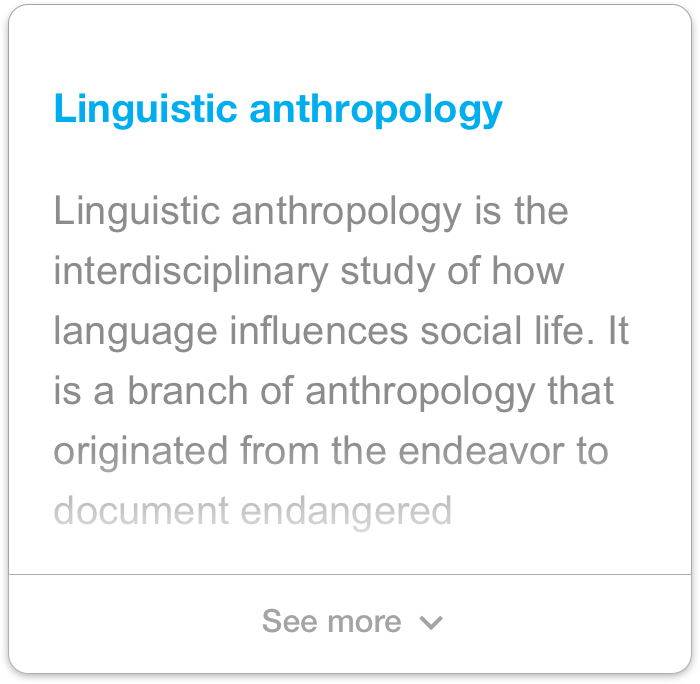 Linguistic anthropology
Linguistic anthropology is the
interdisciplinary study of how
language influences social life. It
is a branch of anthropology that
originated from the endeavor to
document endangered
See more